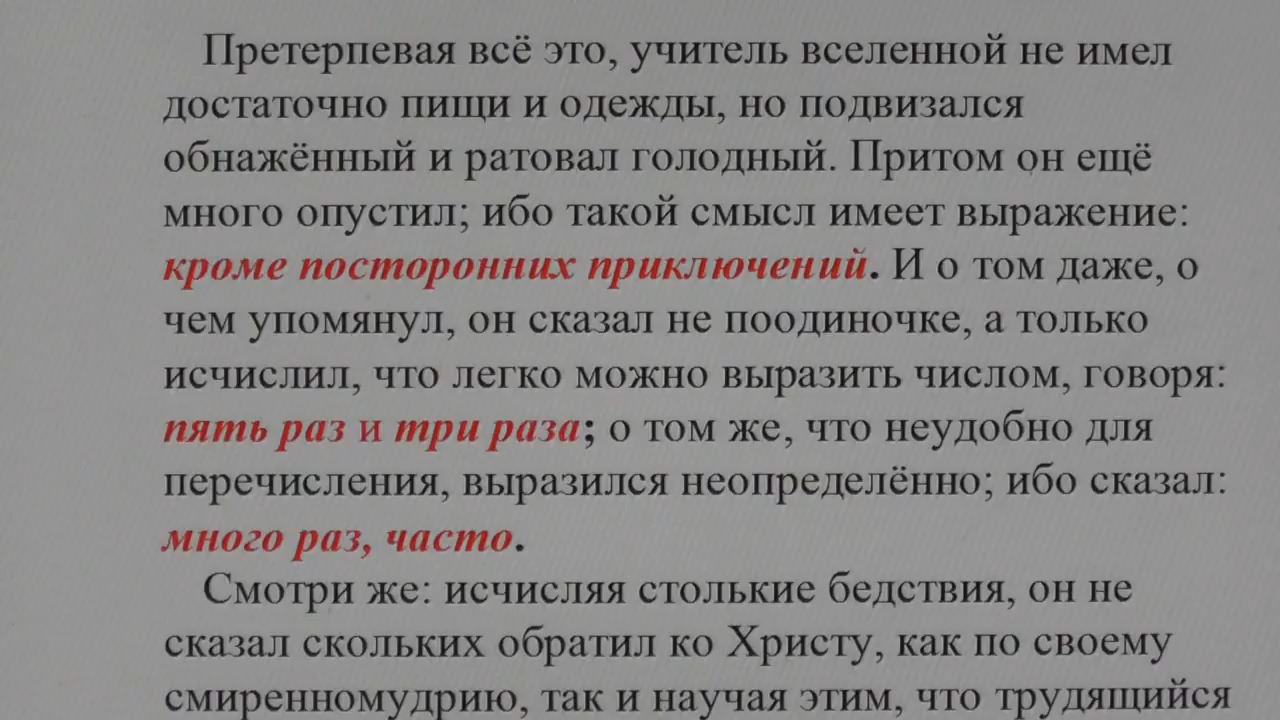 Претерпевая всё это, учитель вселенной не имел
достаточно пищи и одежды, но подвизался
обнажённый и ратовал голодный. Притом он ещё
много опустил; ибо такой смысл имеет выражение:
кроме посторонних приключений. И о том даже, о
чем упомянул, он сказал не поодиночке, а только
исчислил, что легко можно выразить числом, говоря:
пять раз и три раза; о том же, что неудобно для
перечисления, выразился неопределённо; ибо сказал:
много раз, часто.
Смотри же: исчисляя столькие бедствия, он не
сказал скольких обратил ко Христу, как по своему
смиренномудрию, так и научая этим, что трудящийся